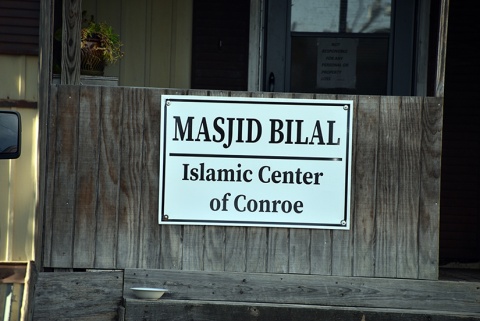 MASJID BILAL
Islamic Center
of Conroe